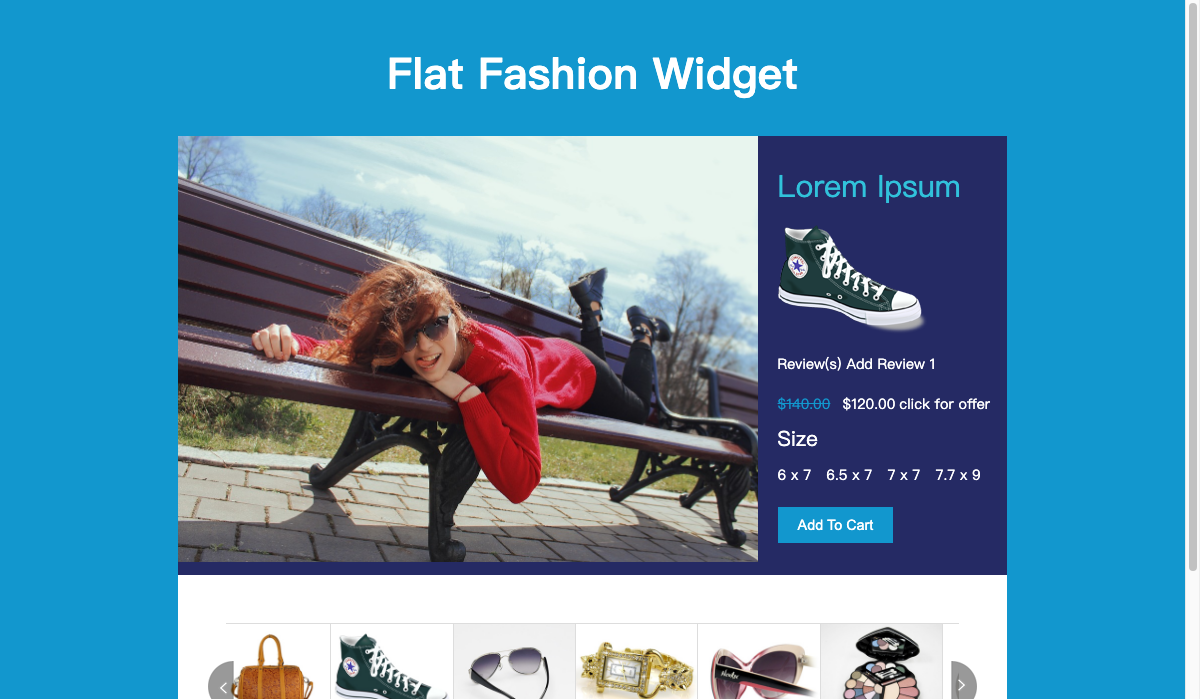 Flat Fashion Widget
Lorem Ipsum
Review(s) Add Review 1
$140.00 $120.00 click for offer
Size
6 x 7 6.5 x 7 7 x 7 7.7 x 9
Add To Cart